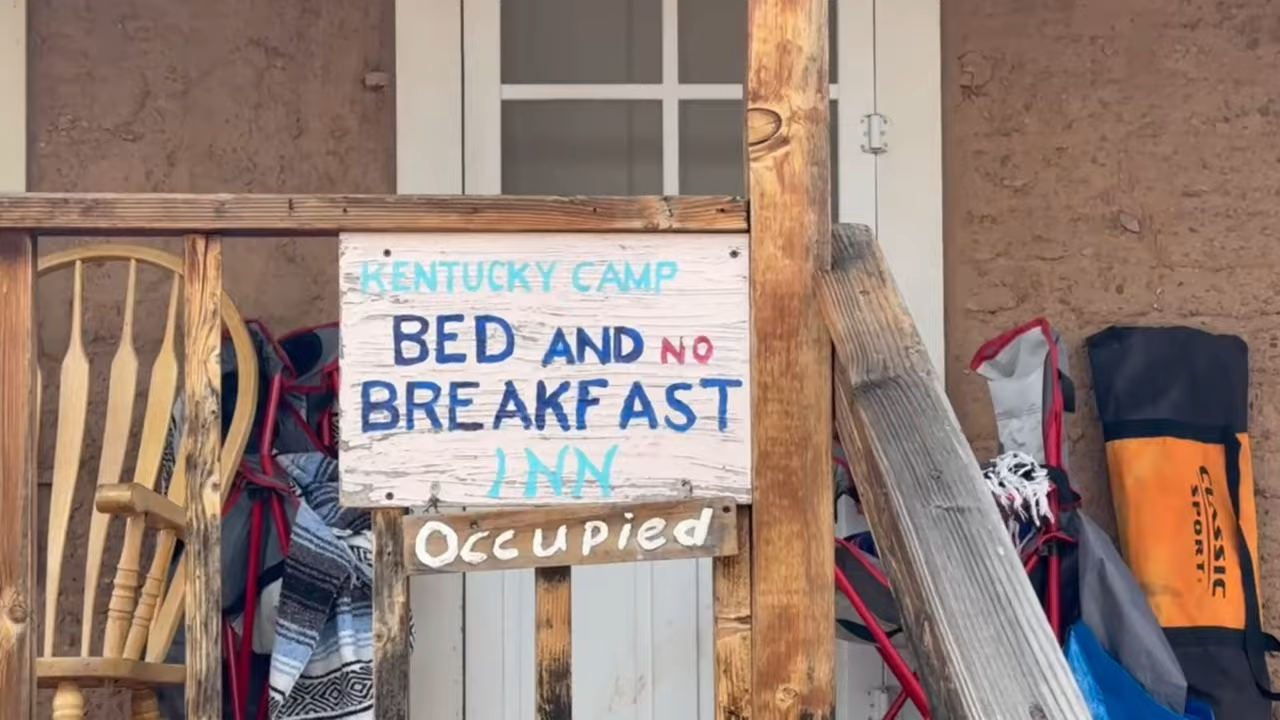 KENTUCKY CAMP
BED AND NO
BREAKFAST
INN
Occupied
CLASSIC
SPORT